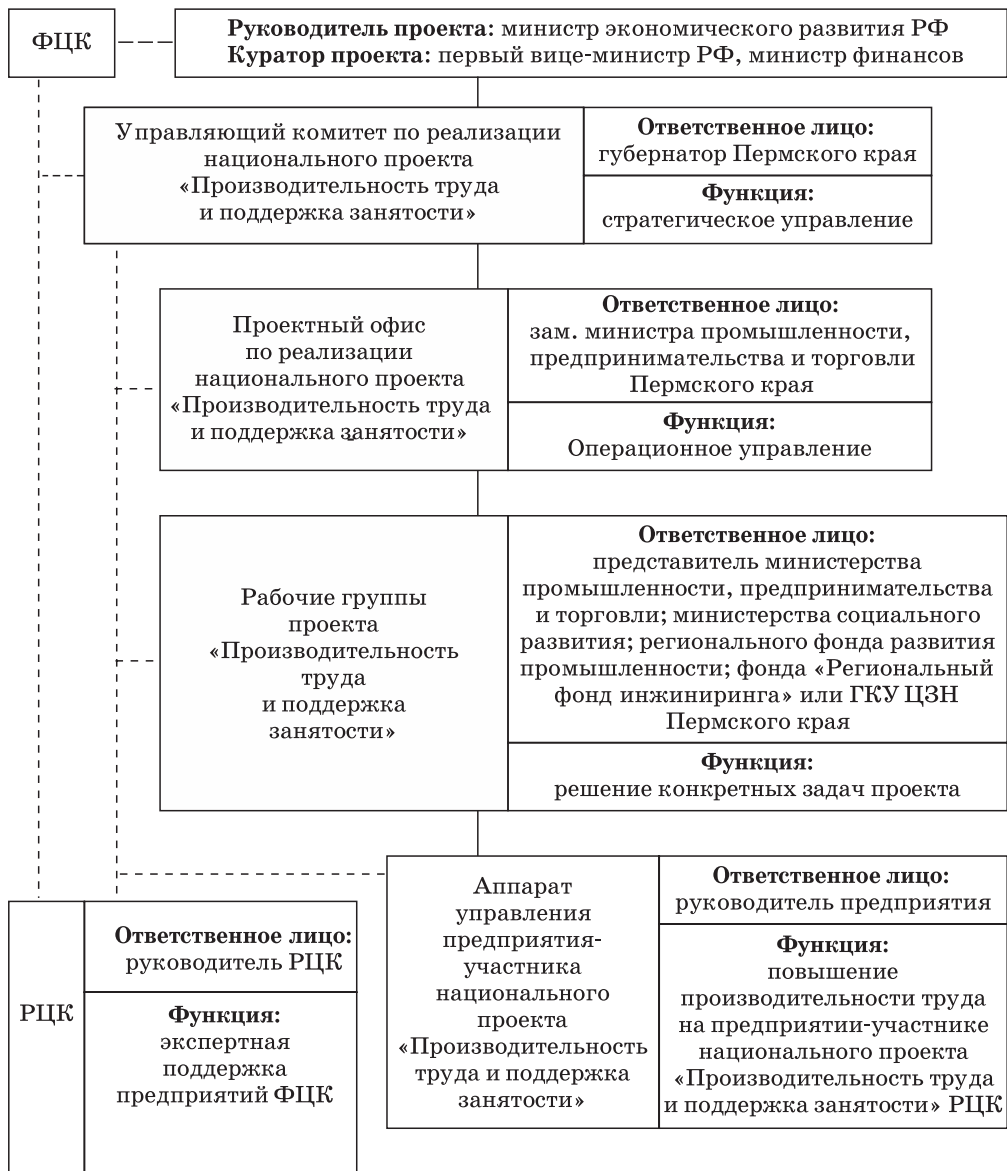 ФЦК
Руководитель проекта: министр экономического развития РФ
Куратор проекта: первый вице-министр РФ, министр финансов
Управляющий комитет по реализации
национального проекта
«Производительность труда
и поддержка занятости»
Ответственное лицо:
губернатор Пермского края
Функция:
стратегическое управление
Проектный офис
по реализации
национального проекта
«Производительность труда
и поддержка занятости»
Ответственное лицо:
зам. министра промышленности,
предпринимательства и торговли
Пермского края
Функция:
Операционное управление
Рабочие группы
проекта
«Производительность
труда
и поддержка
занятости»
Ответственное лицо:
представитель министерства
промышленности, предпринимательства
и торговли; министерства социального
развития; регионального фонда развития
промышленности; фонда «Региональный
фонд инжиниринга» или ГКУ ЦЗН
Пермского края
Функция:
решение конкретных задач проекта
Аппарат
управления
предприятия-
участника
национального
проекта
«Производительность
труда и поддержка
занятости»
Ответственное лицо:
руководитель предприятия
Функция:
повышение
производительности труда
на предприятии-участнике
национального проекта
«Производительность труда
и поддержка занятости» РЦК
РЦК
Ответственное лицо:
руководитель РЦК
Функция:
экспертная
поддержка
предприятий ФЦК